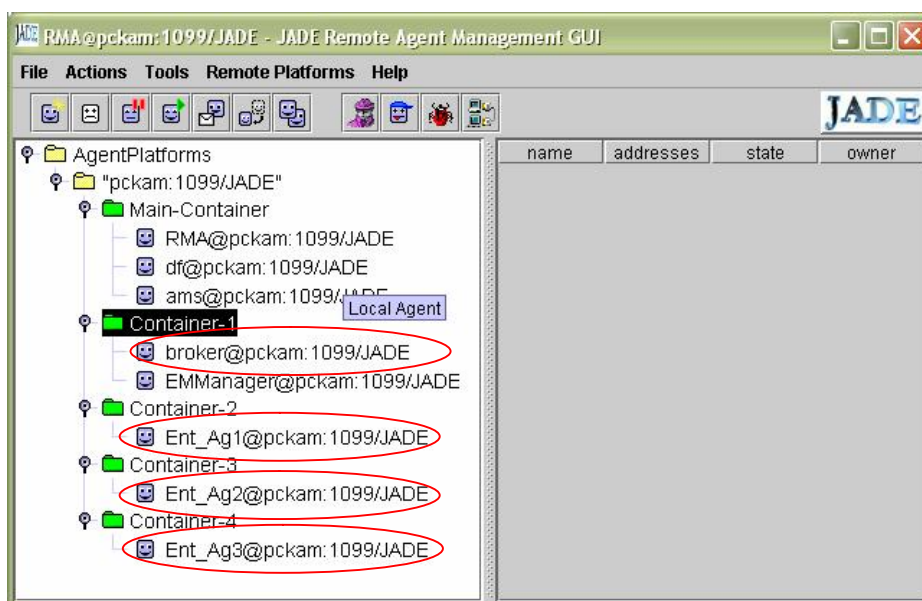 JADE RMA@pckam:1099/JADE - JADE Remote Agent Management GUI
File Actions Tools Remote Platforms Help
JADE
AgentPlatforms
"pckam:1099/JADE"
Main-Container
RMA@pckam:1099/JADE
df@pckam:1099/JADE
ams@pckam:1099/JADE
Local Agent
Container-1
broker@pckam:1099/JADE
EMManager@pckam:1099/JADE
Container-2
Ent_Ag1@pckam:1099/JADE
Container-3
Ent_Ag2@pckam:1099/JADE
Container-4
Ent_Ag3@pckam:1099/JADE
name addresses state owner